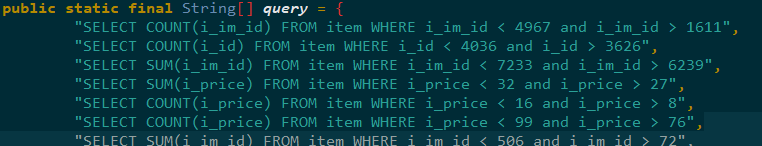 public static final String[] query = {
"SELECT COUNT(i_im_id) FROM item WHERE i_im_id < 4967 and i_im_id > 1611",
"SELECT COUNT(i_id) FROM item WHERE i_id < 4036 and i_id > 3626",
"SELECT SUM(i_im_id) FROM item WHERE i_im_id < 7233 and i_im_id > 6239",
"SELECT SUM(i_price) FROM item WHERE i_price < 32 and i_price > 27",
"SELECT COUNT(i_price) FROM item WHERE i_price < 16 and i_price > 8",
"SELECT COUNT(i_price) FROM item WHERE i_price < 99 and i_price > 76",
"SELECT SUM(i_im_id) FROM item WHERE i_im_id < 506 and i_im_id > 72",